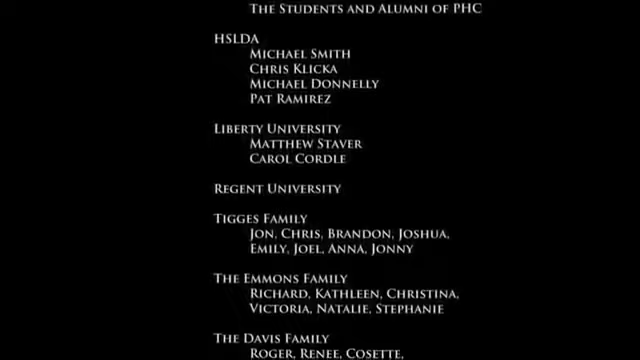 The Students and Alumni of PHC
HSLDA
Michael Smith
Chris Klicka
Michael Donnelly
Pat Ramirez
Liberty University
Matthew Staver
Carol Cordle
Regent University
Tigges Family
Jon, Chris, Brandon, Joshua,
Emily, Joel, Anna, Jonny
The Emmons Family
Richard, Kathleen, Christina,
Victoria, Natalie, Stephanie
The Davis Family
Roger, Renee, Cosette,